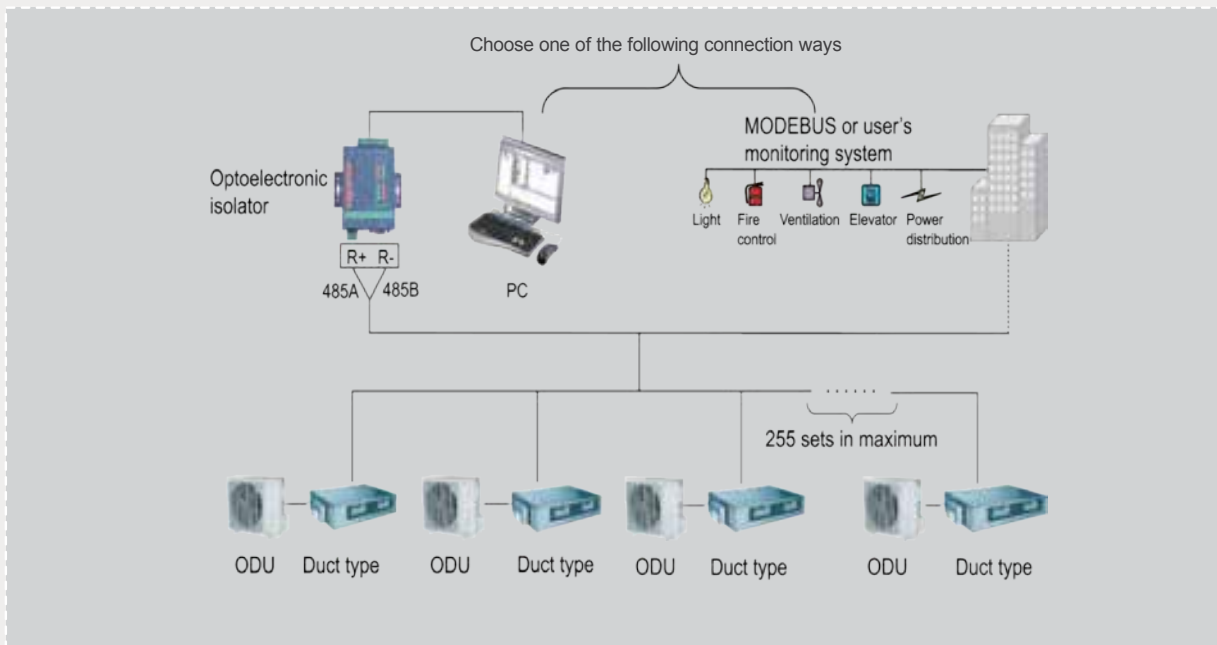 Choose one of the following connection ways
MODEBUS or user's
monitoring system
Optoelectronic
isolator
Light
Fire
control
Ventilation
Elevator
Power
distribution
R+ R-
485A
485B
PC
255 sets in maximum
ODU
Duct type
ODU
Duct type
ODU
Duct type
ODU
Duct type